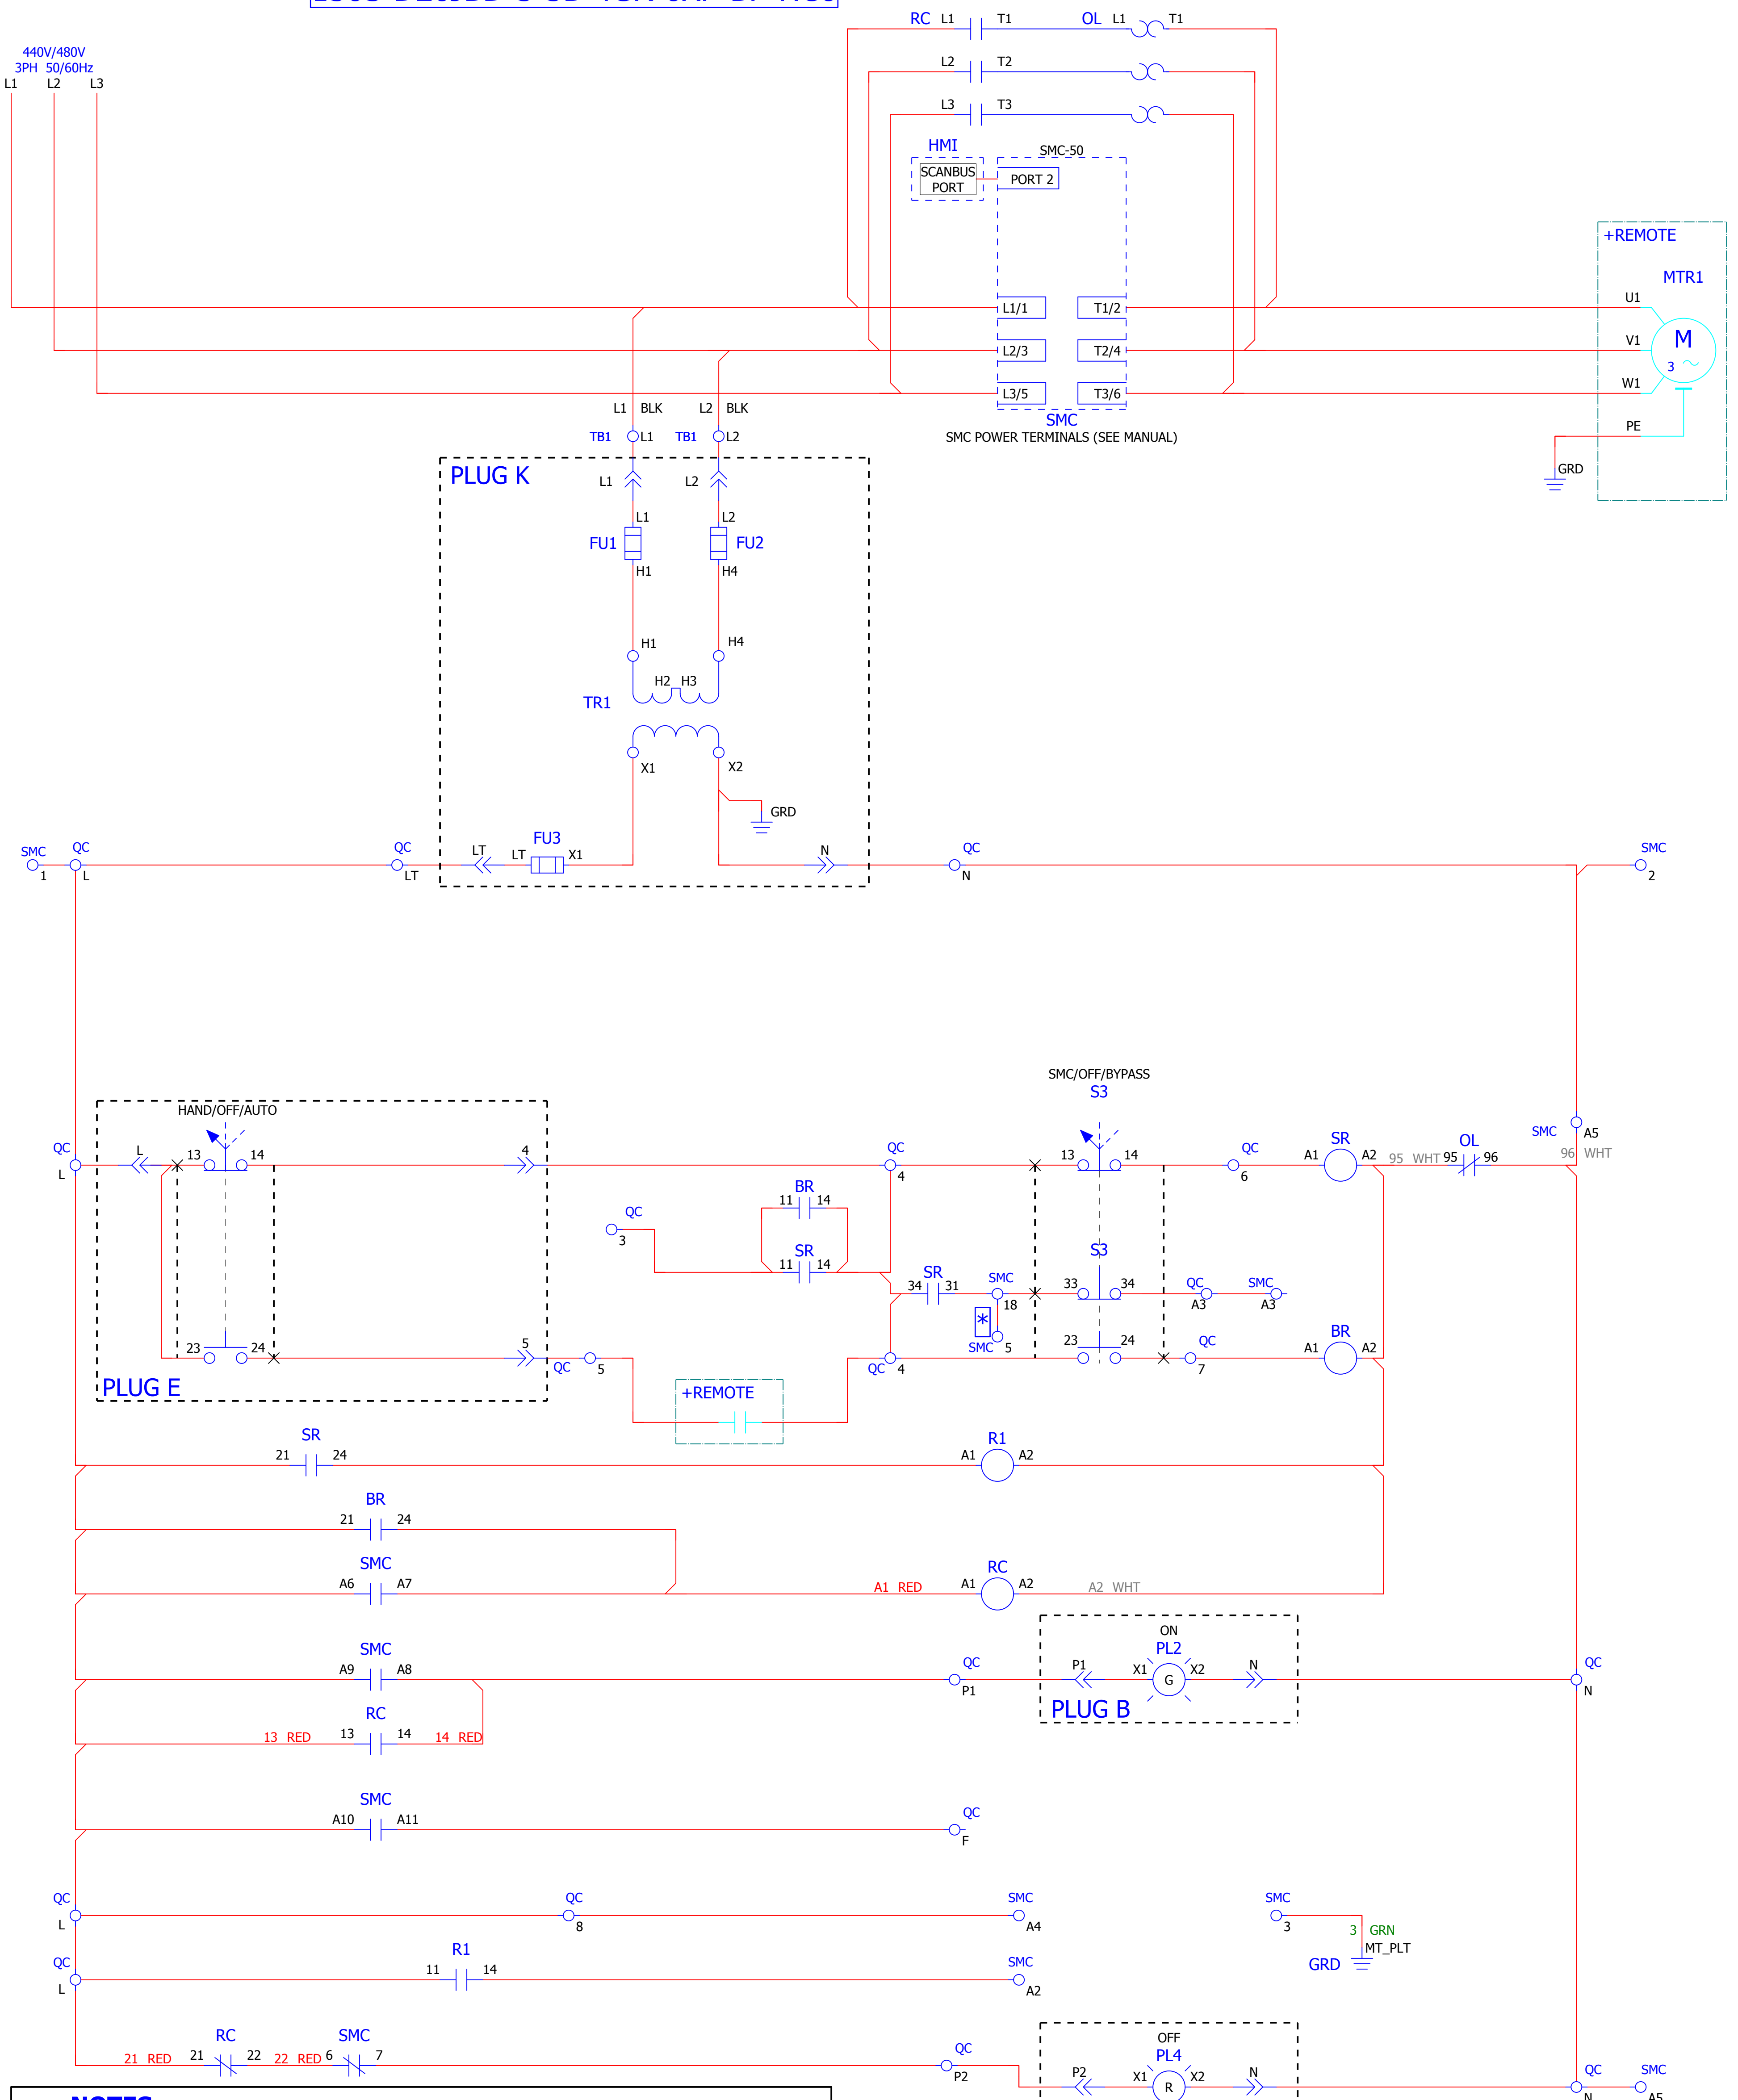 RC L1 T1 OL L1 T1
440V/480V
3PH 50/60Hz
L1 L2 L3
L2 T2
L3 T3
HMI
SMC-50
SCANBUS
PORT
PORT 2
+REMOTE
MTR1
L1/1 T1/2 U1
M
3
L2/3 T2/4 V1
L3/5 T3/6 W1
L1 BLK L2 BLK
SMC
SMC POWER TERMINALS (SEE MANUAL)
PE
TB1 L1 TB1 L2
GRD
PLUG K
L1 L2
L1 L2
FU1 FU2
H1 H4
H1 H4
H2 H3
TR1
X1 X2
GRD
SMC QC QC FU3 QC SMC
LT LT X1 N
1 L LT N 2
SMC/OFF/BYPASS
S3
HAND/OFF/AUTO
QC L 13 14 4 QC 13 14 QC SR OL SMC A5
L 4 6 A1 A2 95 WHT 95 96 96 WHT
BR
11 14
QC
3
SR
11 14
S3
SR SMC QC SMC
34 31 18 33 34 A3 A3
*
SMC 5
23 24 5 QC 5 QC 4 23 24 QC 7 A1 BR A2
PLUG E
+REMOTE
SR
21 24
R1
A1 A2
BR
21 24
SMC
A6 A7
RC
A1 RED A1 A2 A2 WHT
ON
SMC PL2
A9 A8 QC P1 X1 X2 N QC
P1 G N
PLUG B
RC
13 RED 13 14 14 RED
SMC
A10 A11 QC
F
QC QC SMC SMC
L 8 A4 3
3 GRN
MT_PLT
GRD
QC R1 SMC
L 11 14 A2
OFF
RC SMC PL4
21 RED 21 22 22 RED 6 7 QC
P2 P2 X1 X2 N QC SMC
R N A5
NOTES